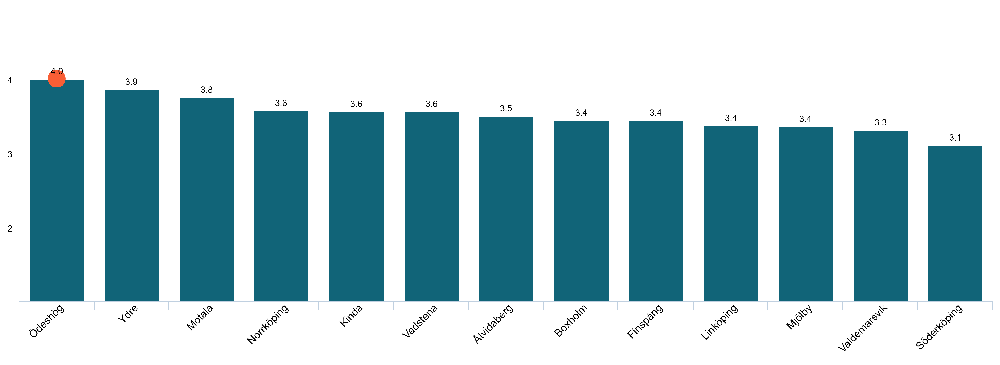 4.0
3.9
3.8
3.6
3.6
3.6
3.5
3.4
3.4
3.4
3.4
3.3
3.1
4
3
2
Ödeshög
Ydre
Motala
Norrköping
Kinda
Vadstena
Åtvidaberg
Boxholm
Finspång
Linköping
Mjölby
Valdemarsvik
Söderköping